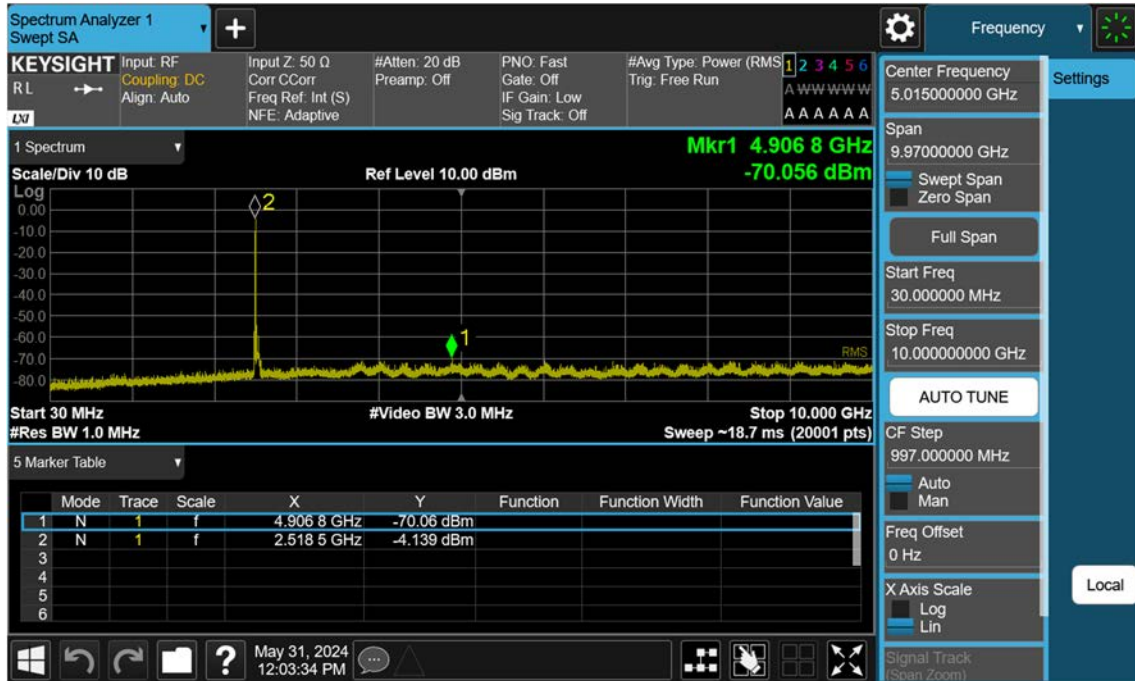 Spectrum Analyzer 1
Swept SA
+
Frequency
KEYSIGHT
R L
LXI
Input: RF
Coupling: DC
Align: Auto
Input Z: 50 Ω
Corr CCorr
Freq Ref: Int (S)
NFE: Adaptive
#Atten: 20 dB
Preamp: Off
PNO: Fast
Gate: Off
IF Gain: Low
Sig Track: Off
#Avg Type: Power (RMS
Trig: Free Run
1 2 3 4 5 6
A W W W W W
A A A A A A
1 Spectrum
Scale/Div 10 dB
Ref Level 10.00 dBm
Mkr1 4.906 8 GHz
-70.056 dBm
Log
0.00
-10.0
-20.0
-30.0
-40.0
-50.0
-60.0
-70.0
-80.0
2
1
RMS
Start 30 MHz
#Video BW 3.0 MHz
Stop 10.000 GHz
#Res BW 1.0 MHz
Sweep ~18.7 ms (20001 pts)
5 Marker Table
Mode Trace Scale X Y Function Function Width Function Value
1 N 1 f 4.906 8 GHz -70.06 dBm
2 N 1 f 2.518 5 GHz -4.139 dBm
3
4
5
6
?
May 31, 2024
12:03:34 PM
Center Frequency
5.015000000 GHz
Span
9.97000000 GHz
Swept Span
Zero Span
Full Span
Start Freq
30.000000 MHz
Stop Freq
10.000000000 GHz
AUTO TUNE
CF Step
997.000000 MHz
Auto
Man
Freq Offset
0 Hz
X Axis Scale
Log
Lin
Signal Track
(Span Zoom)
Settings
Local